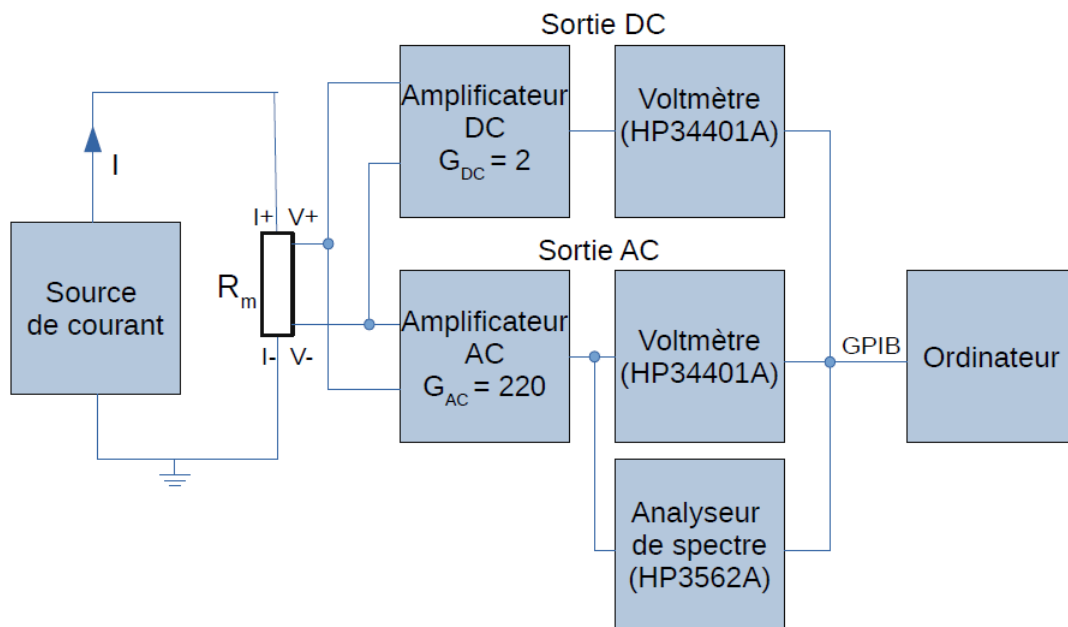 Sortie DC
Amplificateur
DC
G_DC = 2
Voltmètre
(HP34401A)
I
I+ V+
Source
de courant
R_m
I- V-
Sortie AC
Amplificateur
AC
G_AC = 220
Voltmètre
(HP34401A)
GPIB
Ordinateur
Analyseur
de spectre
(HP3562A)